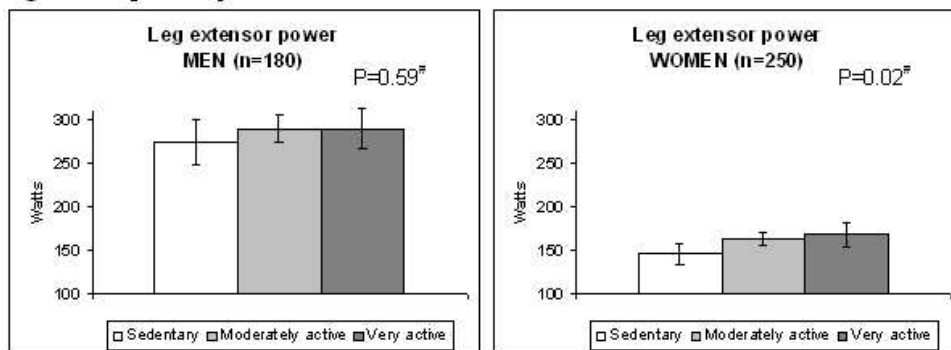 Leg extensor power
MEN (n=180)
P=0.59#
300
250
200
150
100
Watts
Sedentary Moderately active Very active
Leg extensor power
WOMEN (n=250)
P=0.02#
300
250
200
150
100
Watts
Sedentary Moderately active Very active